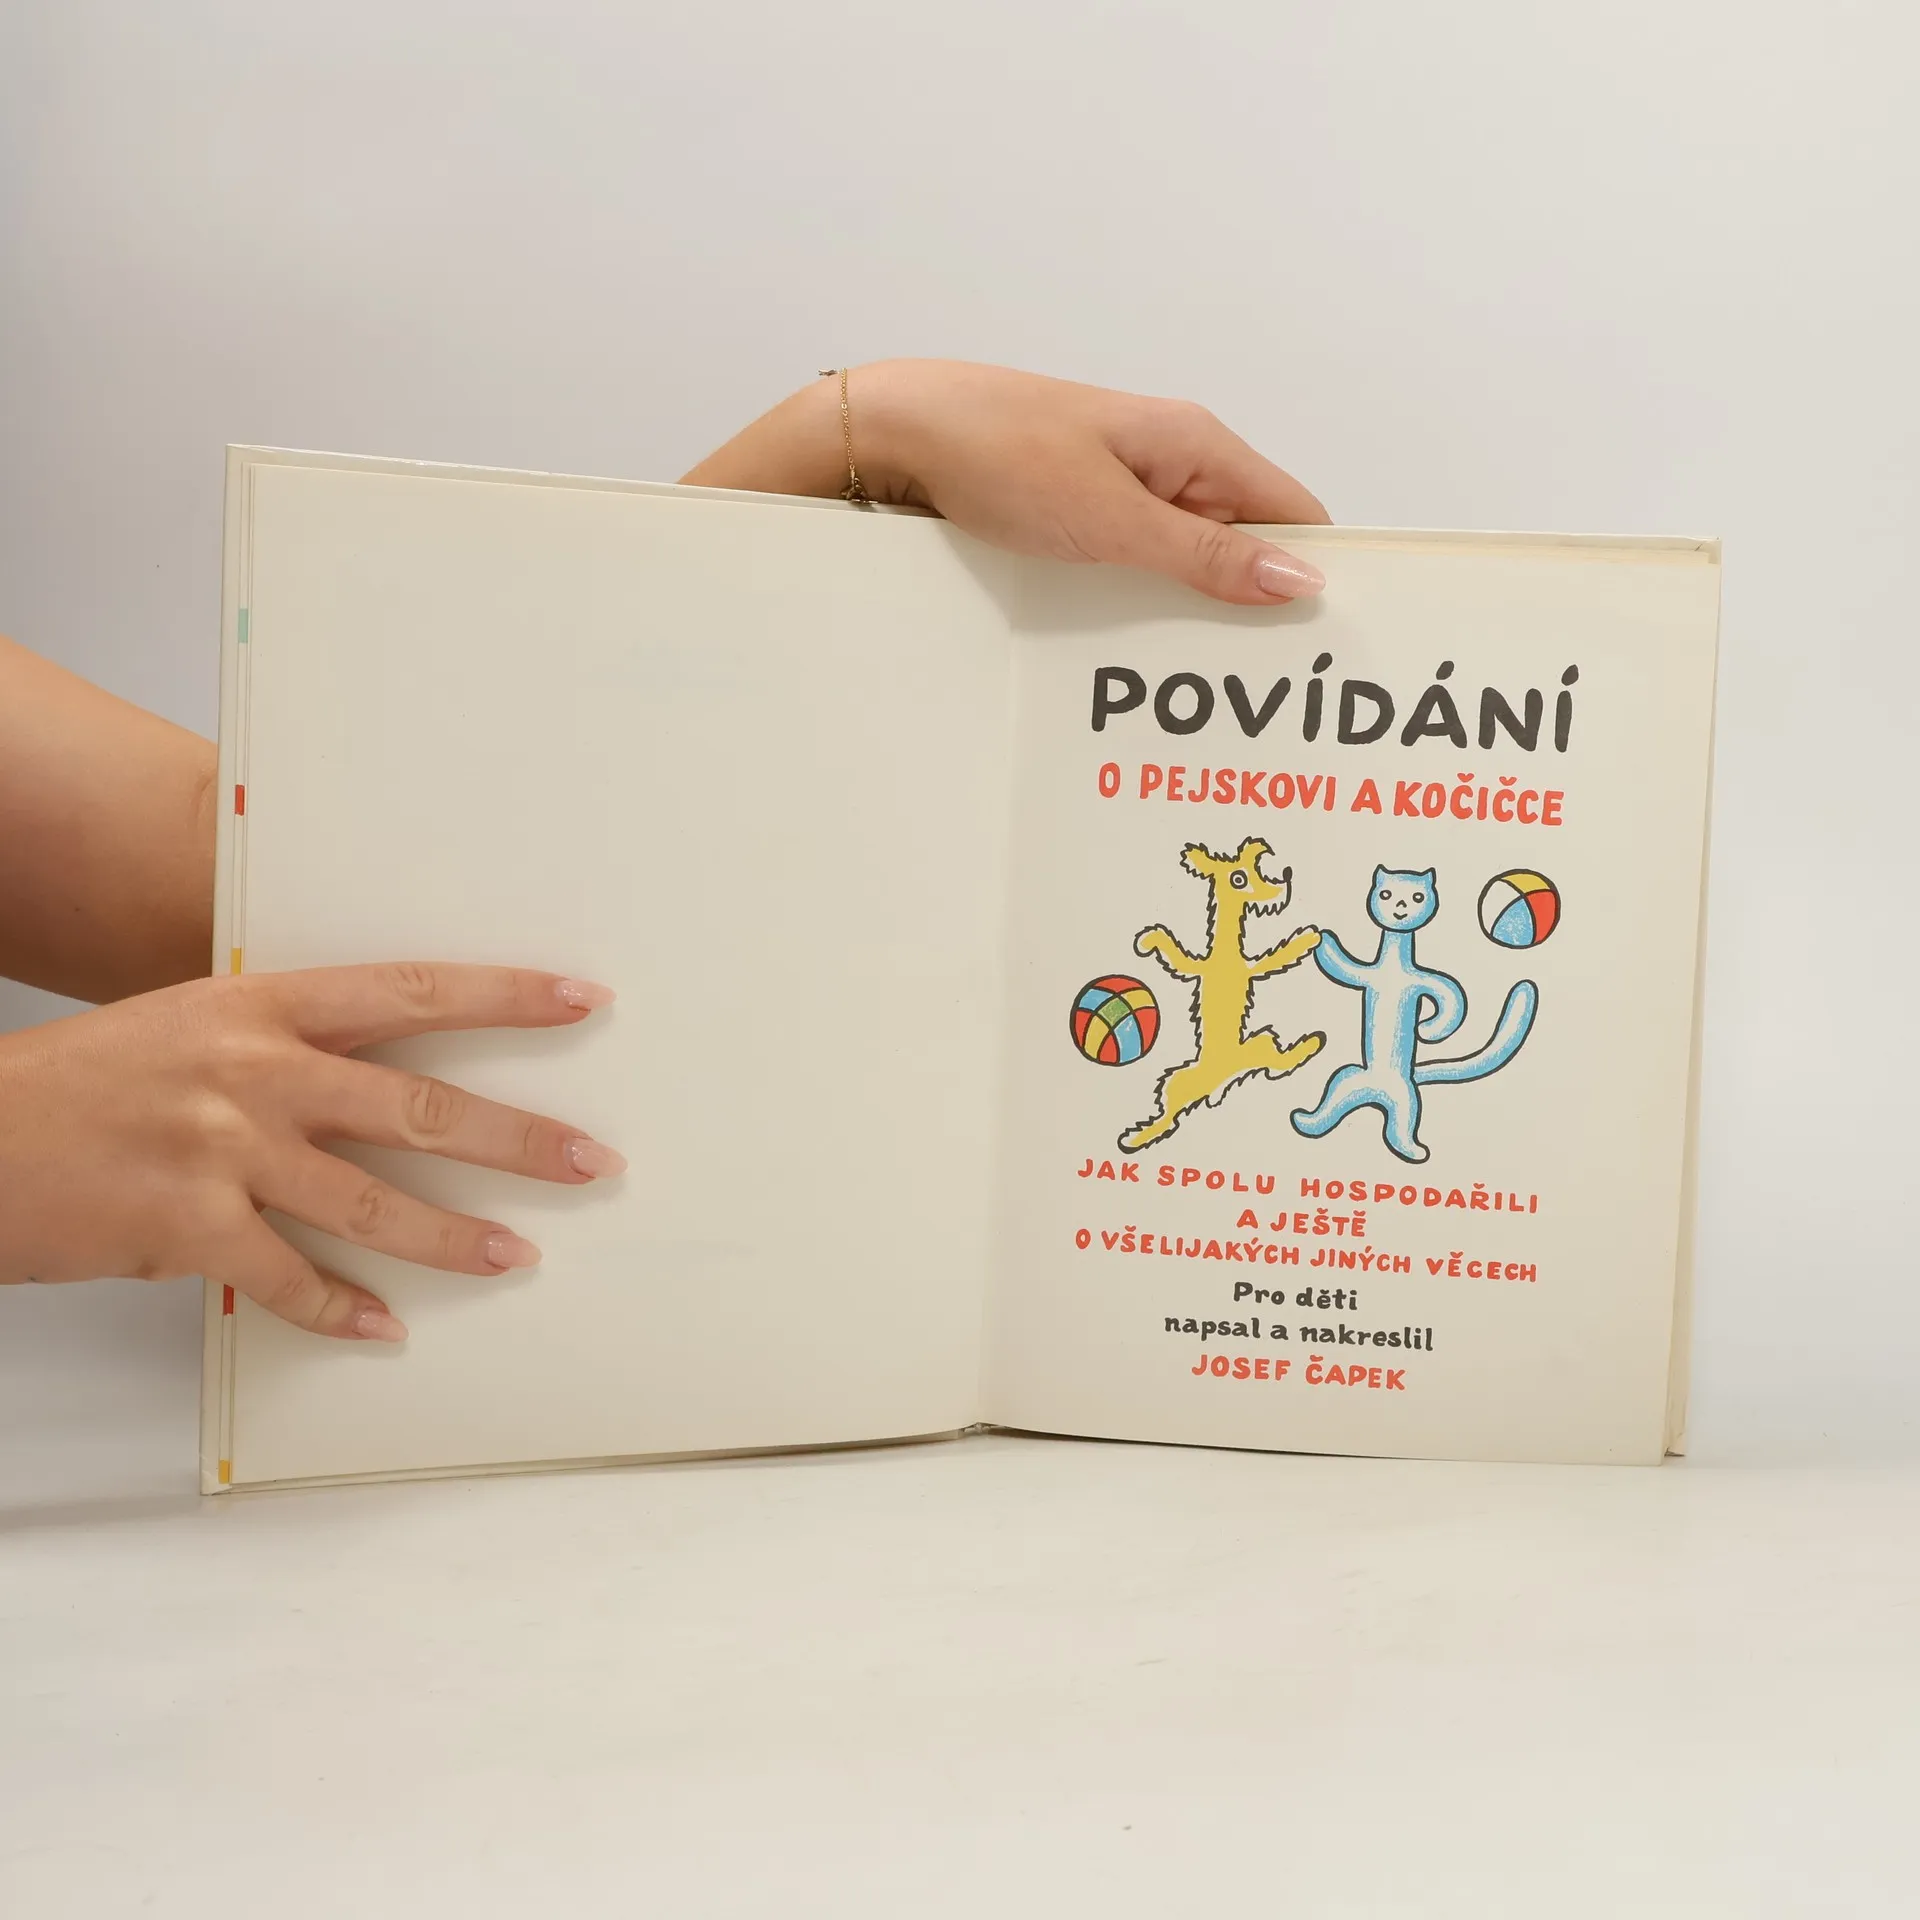 POVÍDÁNÍ
O PEJSKOVI A KOČIČCE
JAK SPOLU HOSPODAŘILI
A JEŠTĚ
O VŠELIJAKÝCH JINÝCH VĚCECH
Pro děti
napsal a nakreslil
JOSEF ČAPEK